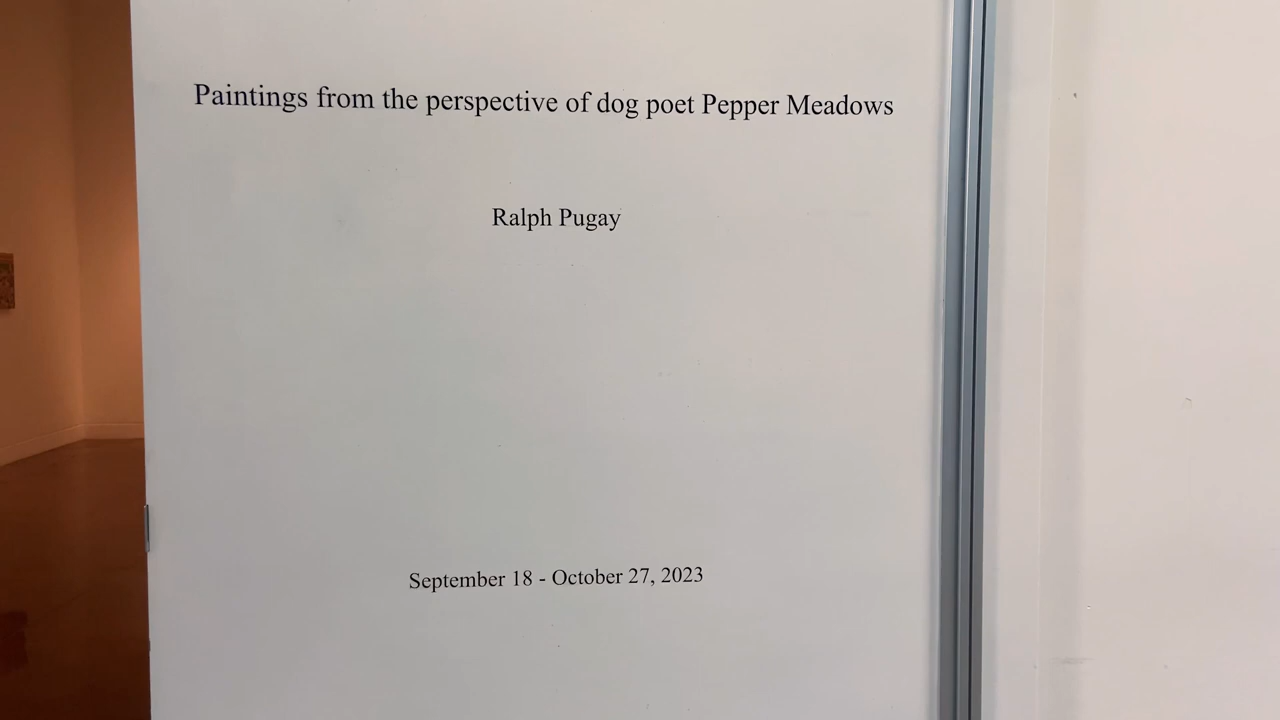 Paintings from the perspective of dog poet Pepper Meadows
Ralph Pugay
September 18 - October 27, 2023